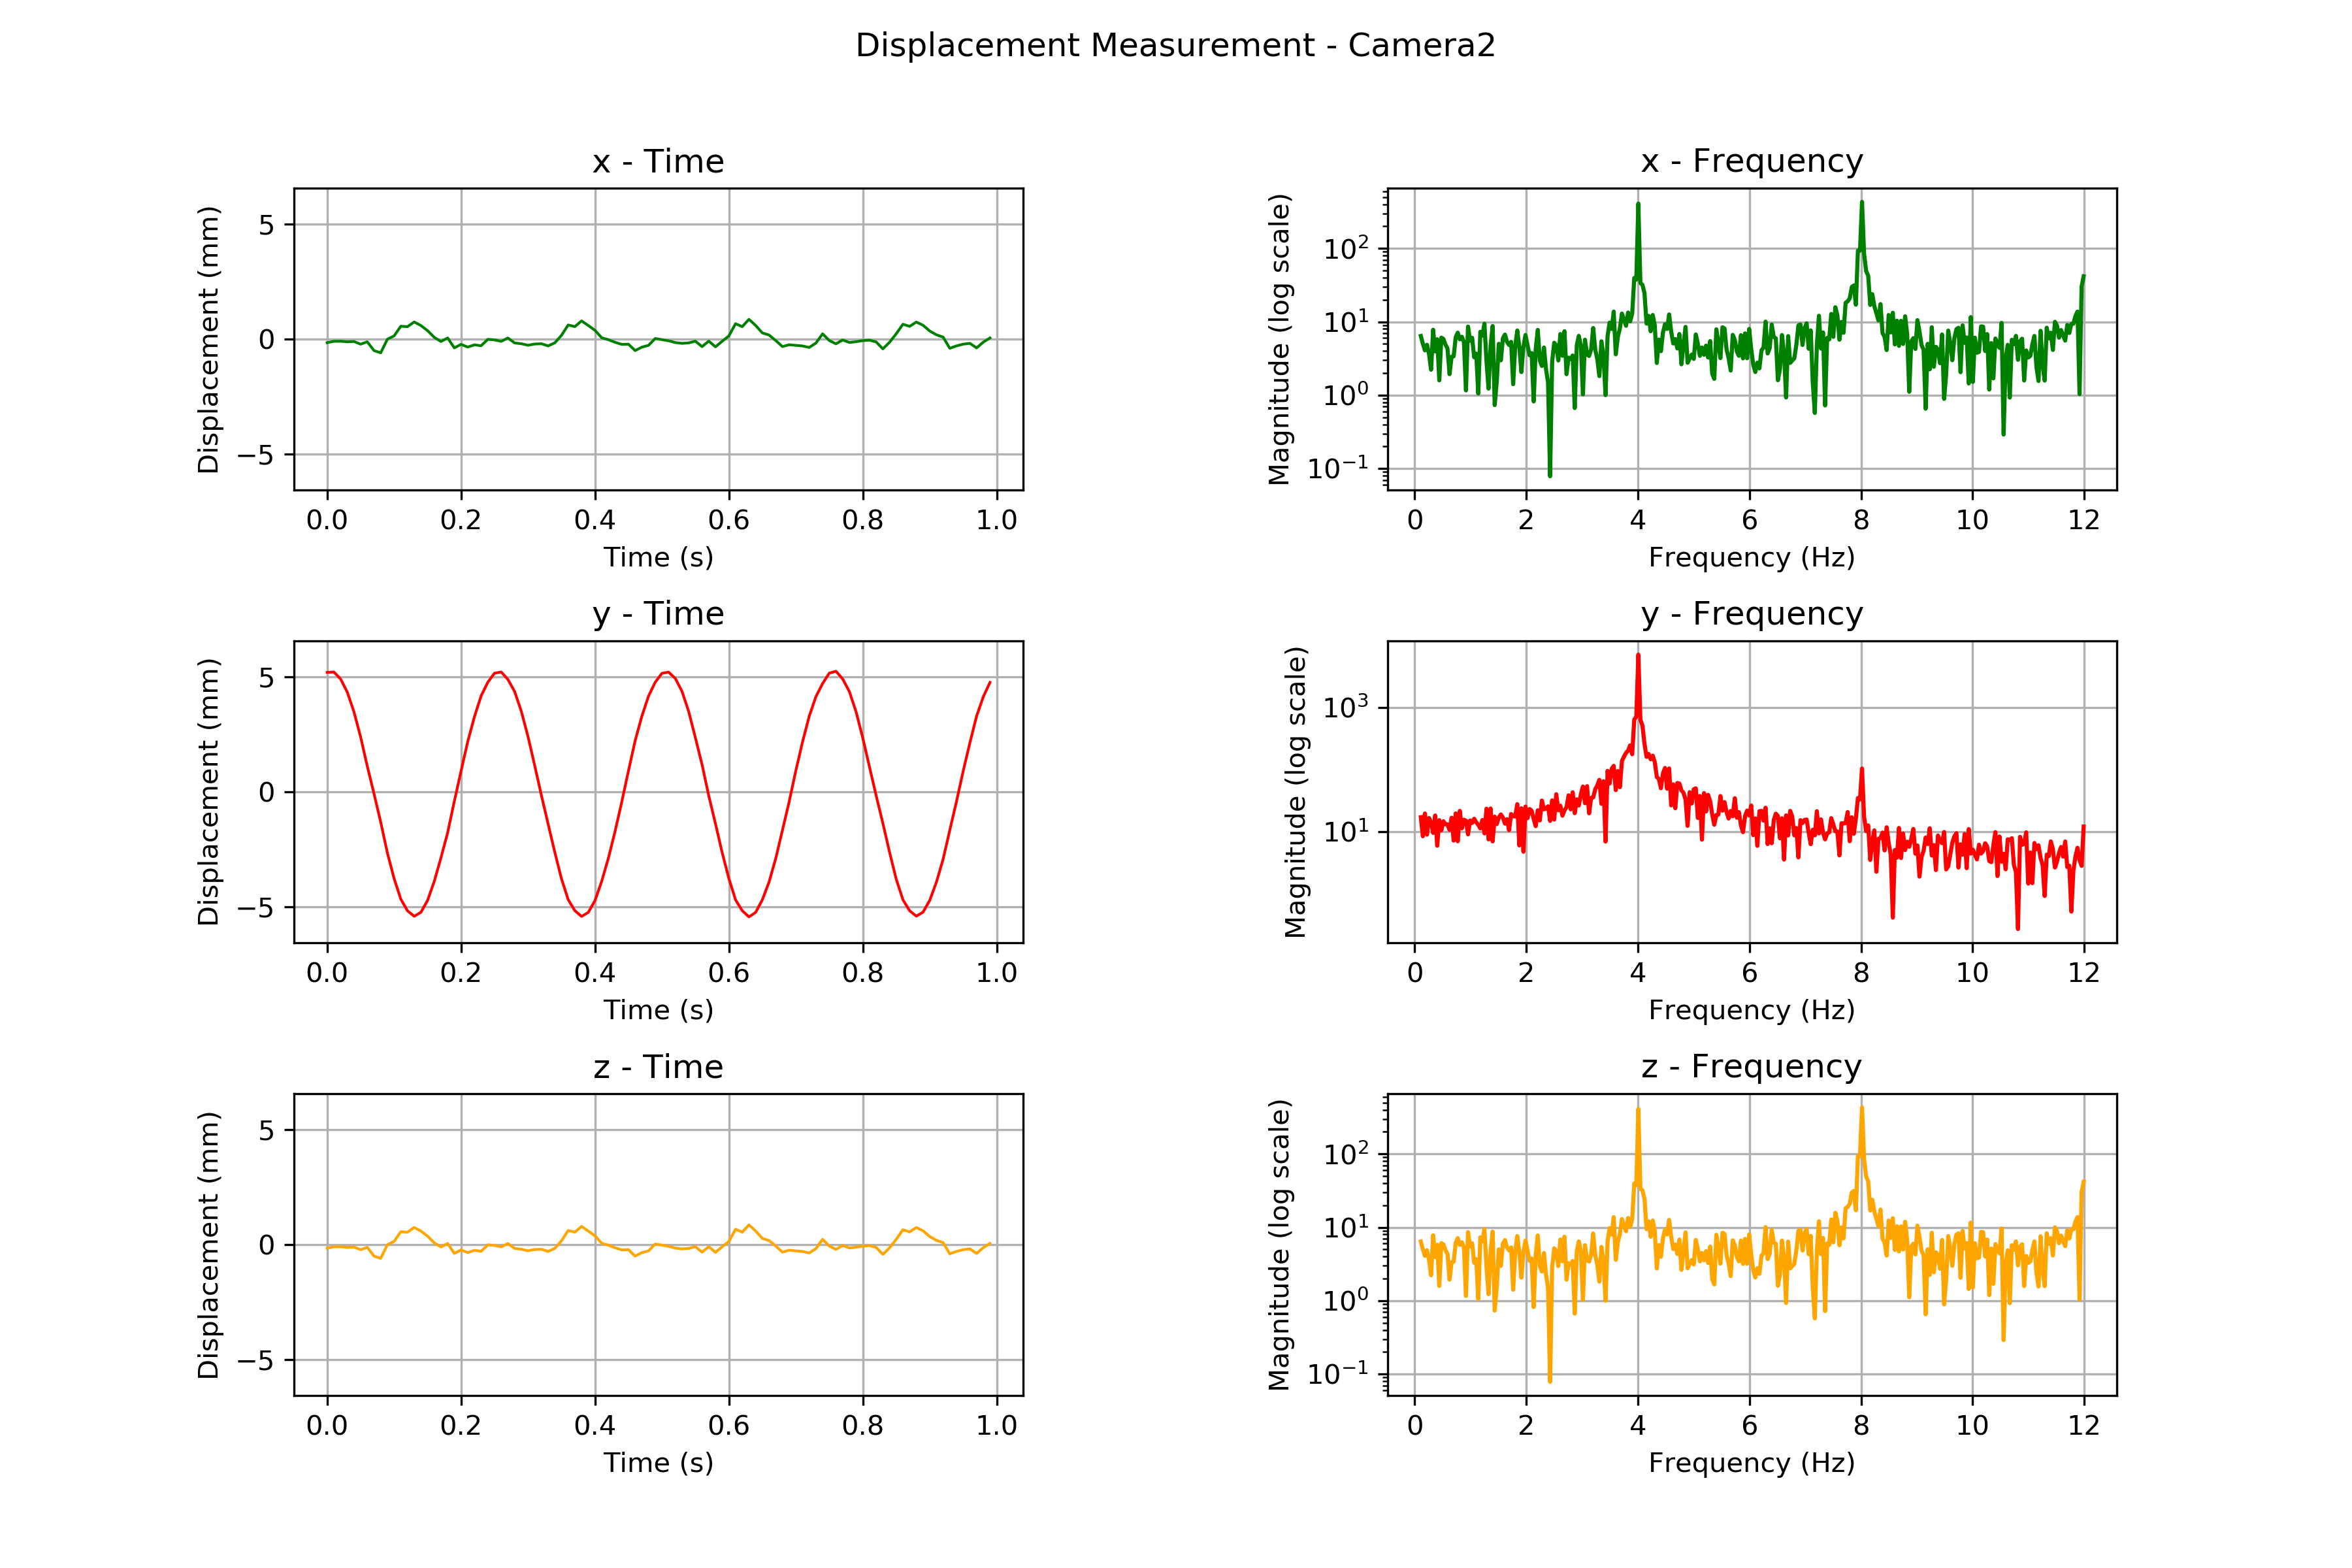 Displacement Measurement - Camera2
x - Time
Displacement (mm)
5
0
−5
0.0 0.2 0.4 0.6 0.8 1.0
Time (s)
x - Frequency
Magnitude (log scale)
10²
10¹
10⁰
10⁻¹
0 2 4 6 8 10 12
Frequency (Hz)
y - Time
Displacement (mm)
5
0
−5
0.0 0.2 0.4 0.6 0.8 1.0
Time (s)
y - Frequency
Magnitude (log scale)
10³
10¹
0 2 4 6 8 10 12
Frequency (Hz)
z - Time
Displacement (mm)
5
0
−5
0.0 0.2 0.4 0.6 0.8 1.0
Time (s)
z - Frequency
Magnitude (log scale)
10²
10¹
10⁰
10⁻¹
0 2 4 6 8 10 12
Frequency (Hz)